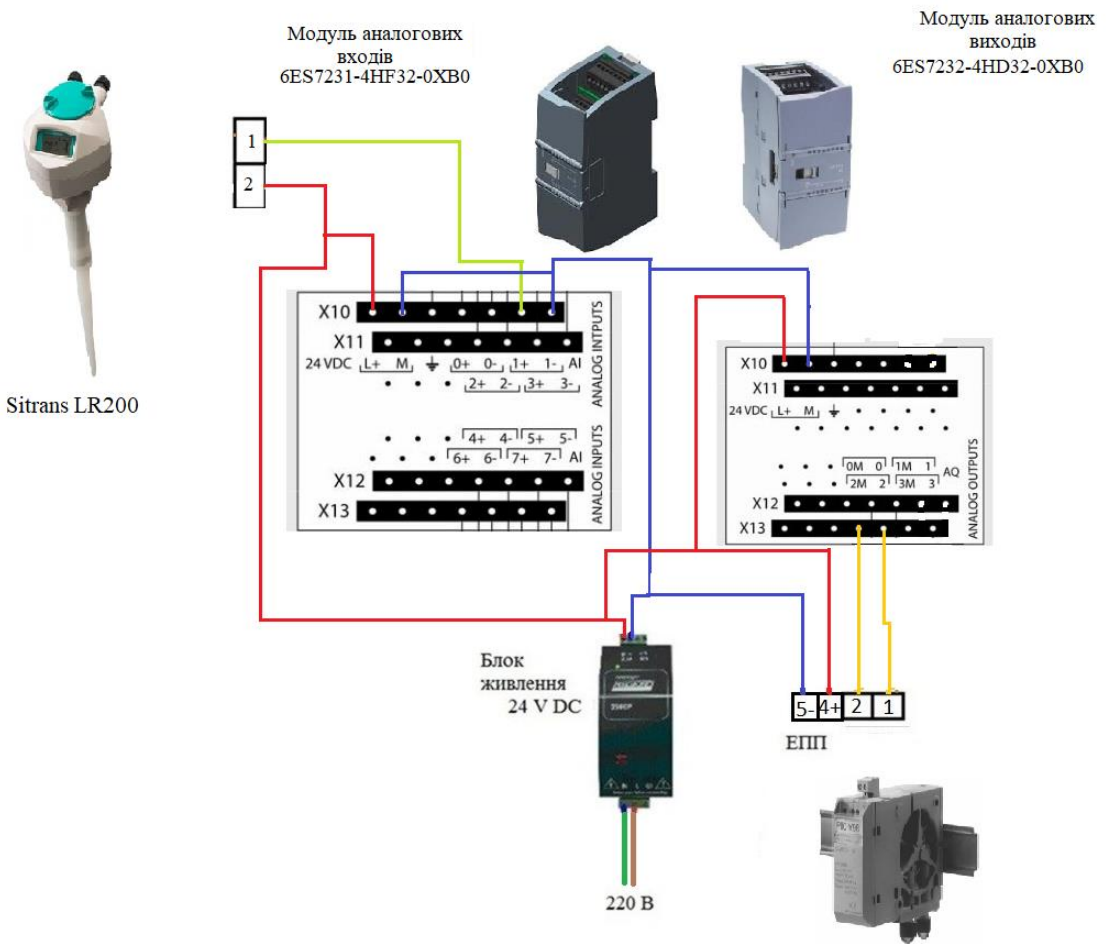 Модуль аналогових
входів
6ES7231-4HF32-0XB0
Модуль аналогових
виходів
6ES7232-4HD32-0XB0
1
2
Sitrans LR200
X10
X11
24 VDC L+ M 0+ 0- 1+ 1- AI
2+ 2- 3+ 3-
ANALOG INTPUTS
4+ 4- 5+ 5-
6+ 6- 7+ 7- AI
X12
X13
ANALOG INPUTS
X10
X11
24 VDC L+ M
0M 0 1M 1 AQ
2M 2 3M 3
X12
X13
ANALOG OUTPUTS
Блок
живлення
24 V DC
5- 4+ 2 1
ЕПП
220 В